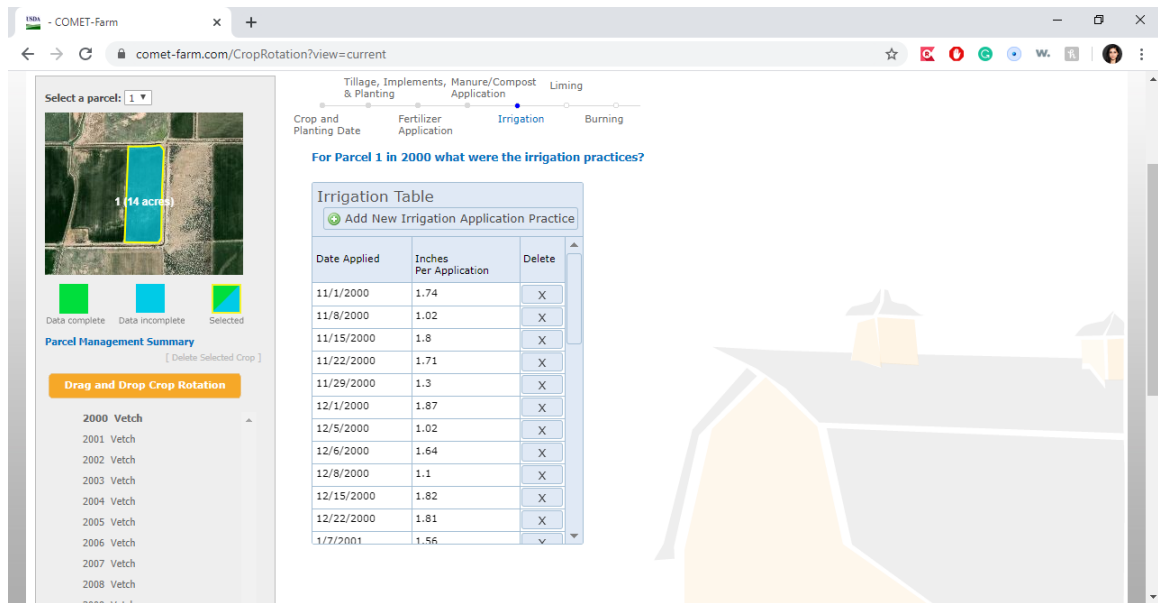 USDA
- COMET-Farm
comet-farm.com/CropRotation?view=current
W.
Select a parcel: 1
1 (14 acres)
Data complete Data incomplete Selected
Parcel Management Summary
[ Delete Selected Crop ]
Drag and Drop Crop Rotation
2000 Vetch
2001 Vetch
2002 Vetch
2003 Vetch
2004 Vetch
2005 Vetch
2006 Vetch
2007 Vetch
2008 Vetch
Tillage, Implements, & Planting
Manure/Compost Application
Liming
Crop and Planting Date
Fertilizer Application
Irrigation
Burning
For Parcel 1 in 2000 what were the irrigation practices?
Irrigation Table
Add New Irrigation Application Practice
Date Applied Inches Per Application Delete
11/1/2000 1.74 X
11/8/2000 1.02 X
11/15/2000 1.8 X
11/22/2000 1.71 X
11/29/2000 1.3 X
12/1/2000 1.87 X
12/5/2000 1.02 X
12/6/2000 1.64 X
12/8/2000 1.1 X
12/15/2000 1.82 X
12/22/2000 1.81 X
1/7/2001 1.56 X